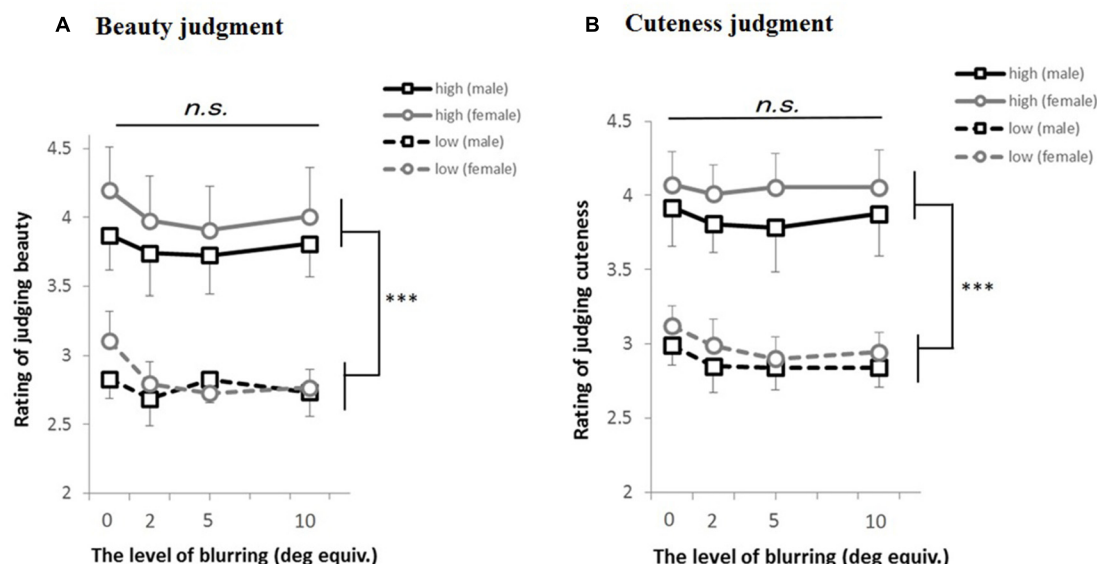 A Beauty judgment
high (male)
high (female)
low (male)
low (female)
n.s.
4.5
4
3.5
3
2.5
2
***
Rating of judging beauty
0 2 5 10
The level of blurring (deg equiv.)
B Cuteness judgment
high (male)
high (female)
low (male)
low (female)
n.s.
4.5
4
3.5
3
2.5
2
***
Rating of judging cuteness
0 2 5 10
The level of blurring (deg equiv.)